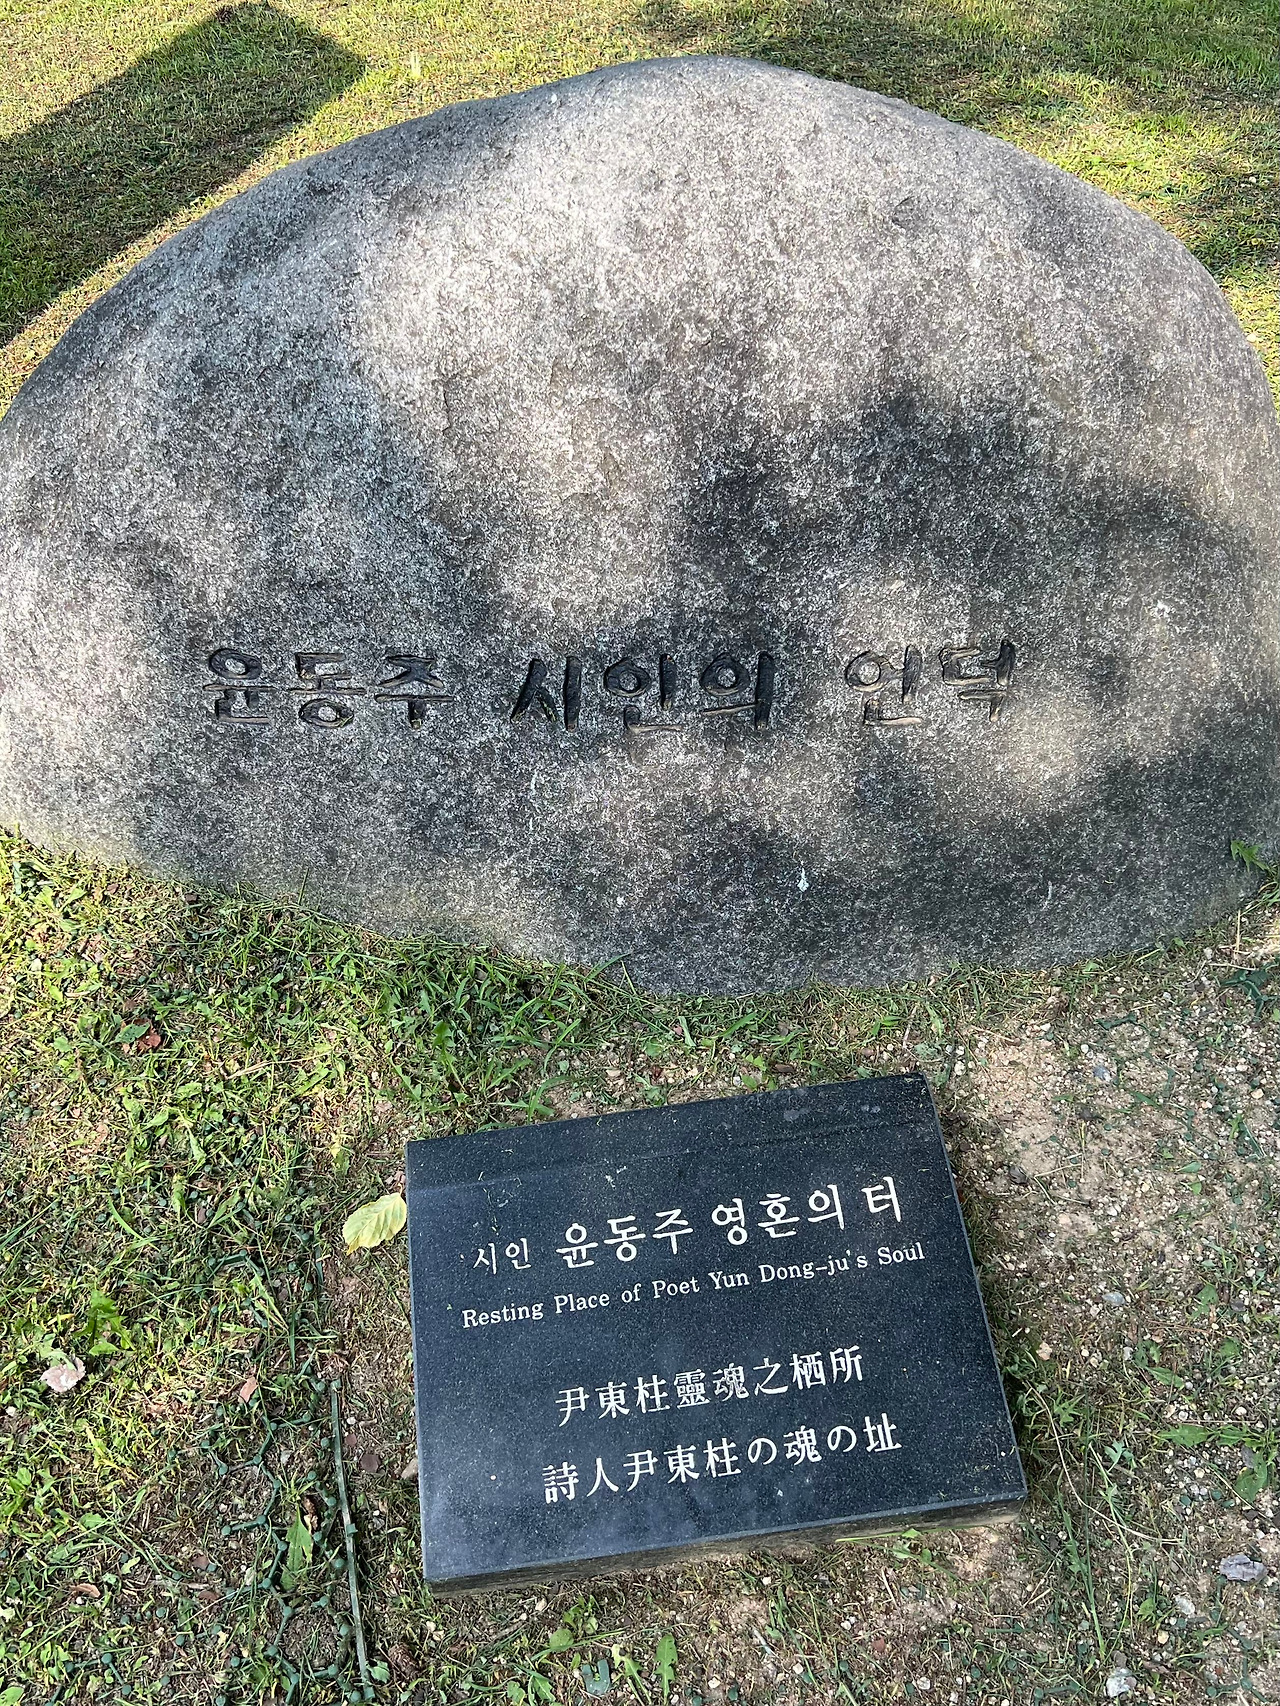 윤동주 시인의 언덕
시인 윤동주 영혼의 터
Resting Place of Poet Yun Dong-ju's Soul
尹東柱靈魂之栖所
詩人尹東柱の魂の址